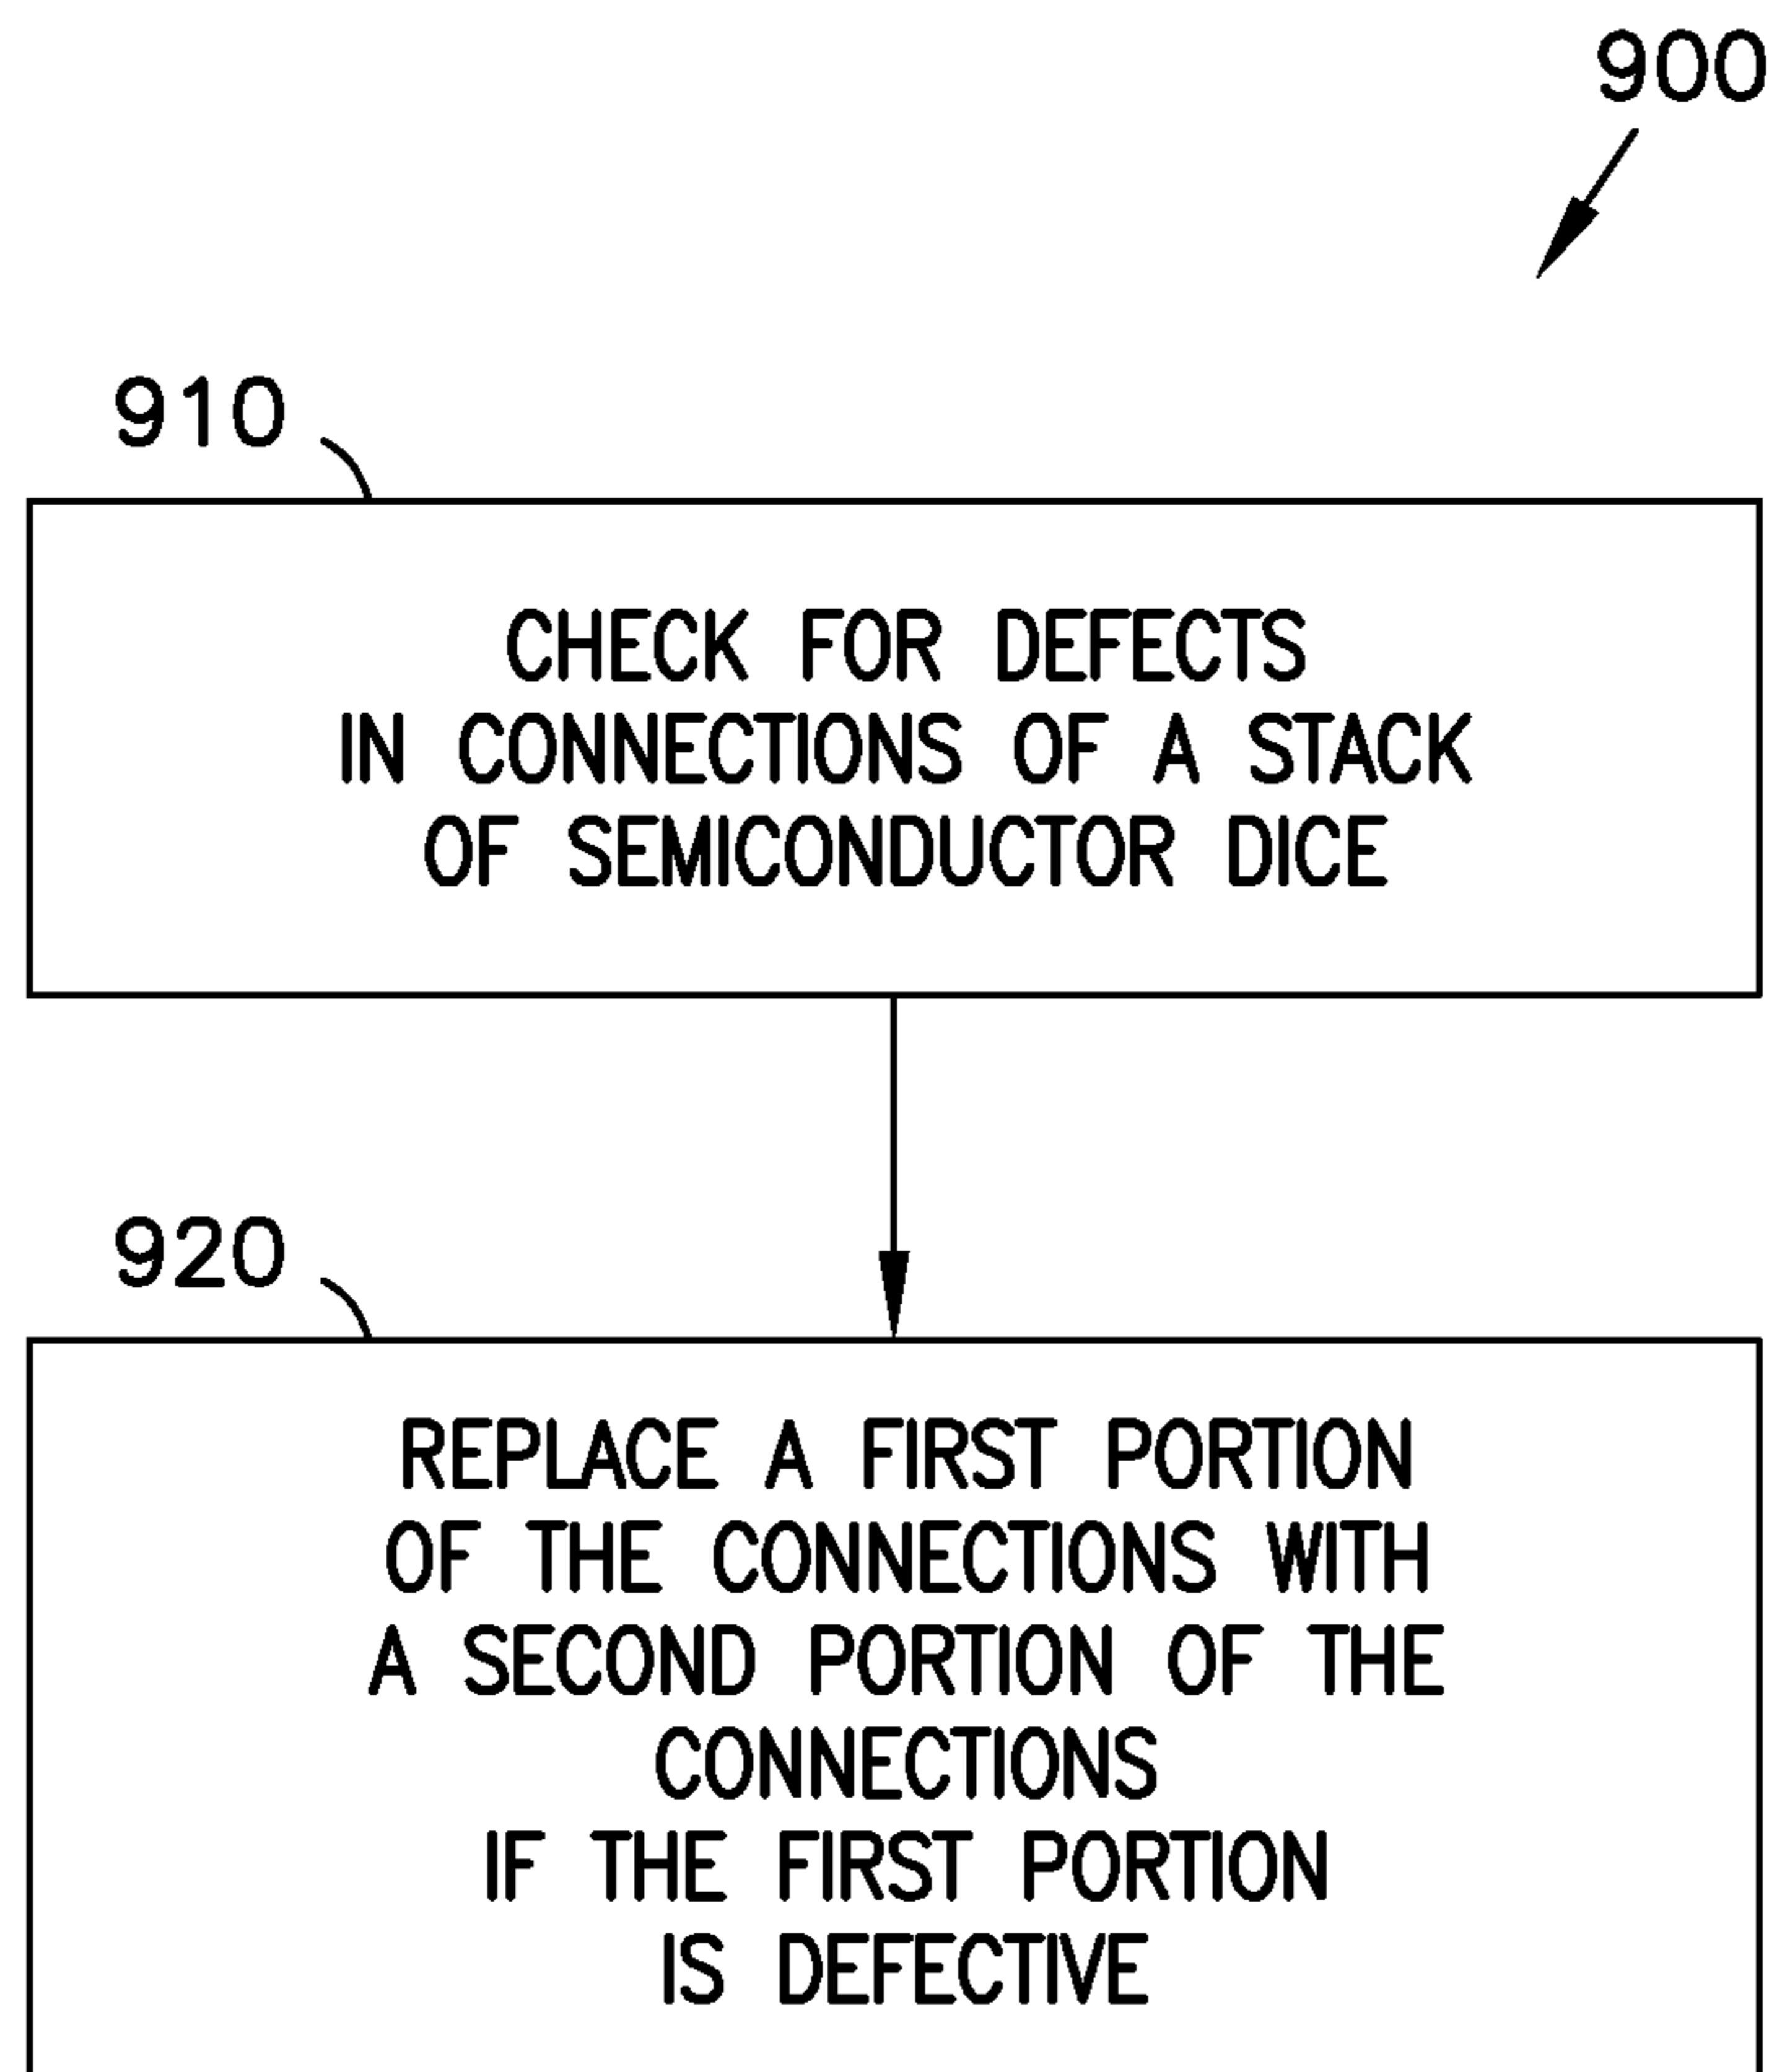 900
910
CHECK FOR DEFECTS
IN CONNECTIONS OF A STACK
OF SEMICONDUCTOR DICE
920
REPLACE A FIRST PORTION
OF THE CONNECTIONS WITH
A SECOND PORTION OF THE
CONNECTIONS
IF THE FIRST PORTION
IS DEFECTIVE